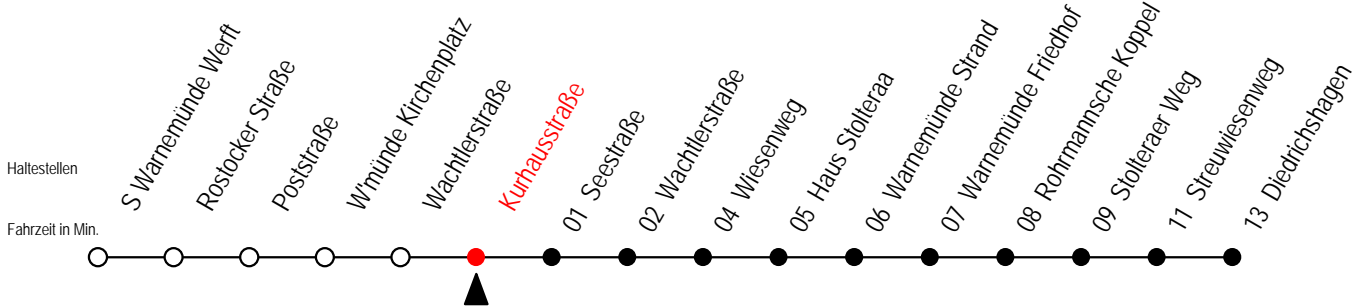 S Warnemünde Werft
Rostocker Straße
Poststraße
W'münde Kirchenplatz
Wachtlerstraße
Kurhausstraße
01 Seestraße
02 Wachtlerstraße
04 Wiesenweg
05 Haus Stolteraa
06 Warnemünde Strand
07 Warnemünde Friedhof
08 Rohrmannsche Koppel
09 Stolteraer Weg
11 Streuwiesenweg
13 Diedrichshagen
Haltestellen
Fahrzeit in Min.